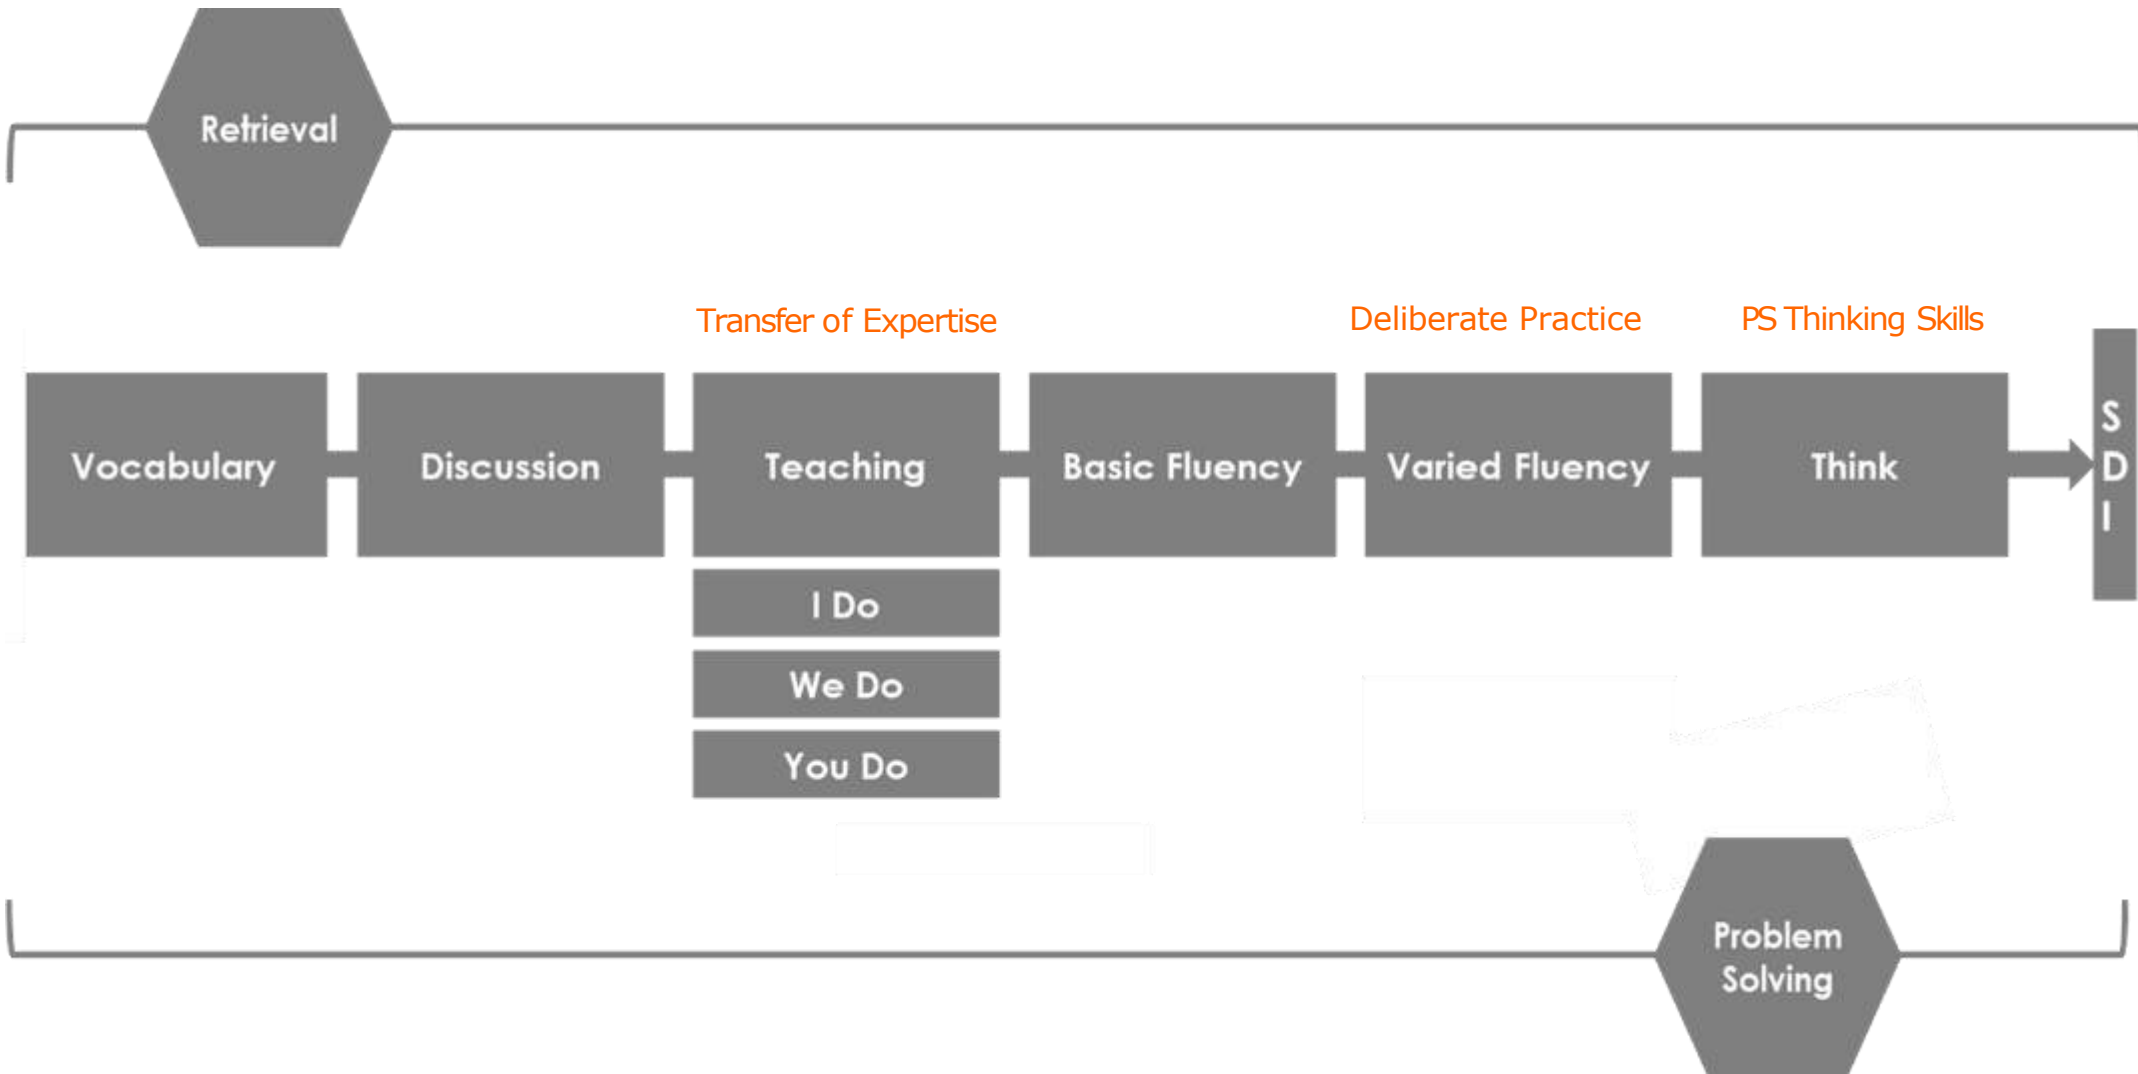 Retrieval
Transfer of Expertise
Deliberate Practice
PS Thinking Skills
Vocabulary
Discussion
Teaching
Basic Fluency
Varied Fluency
Think
S
D
I
I Do
We Do
You Do
Problem
Solving